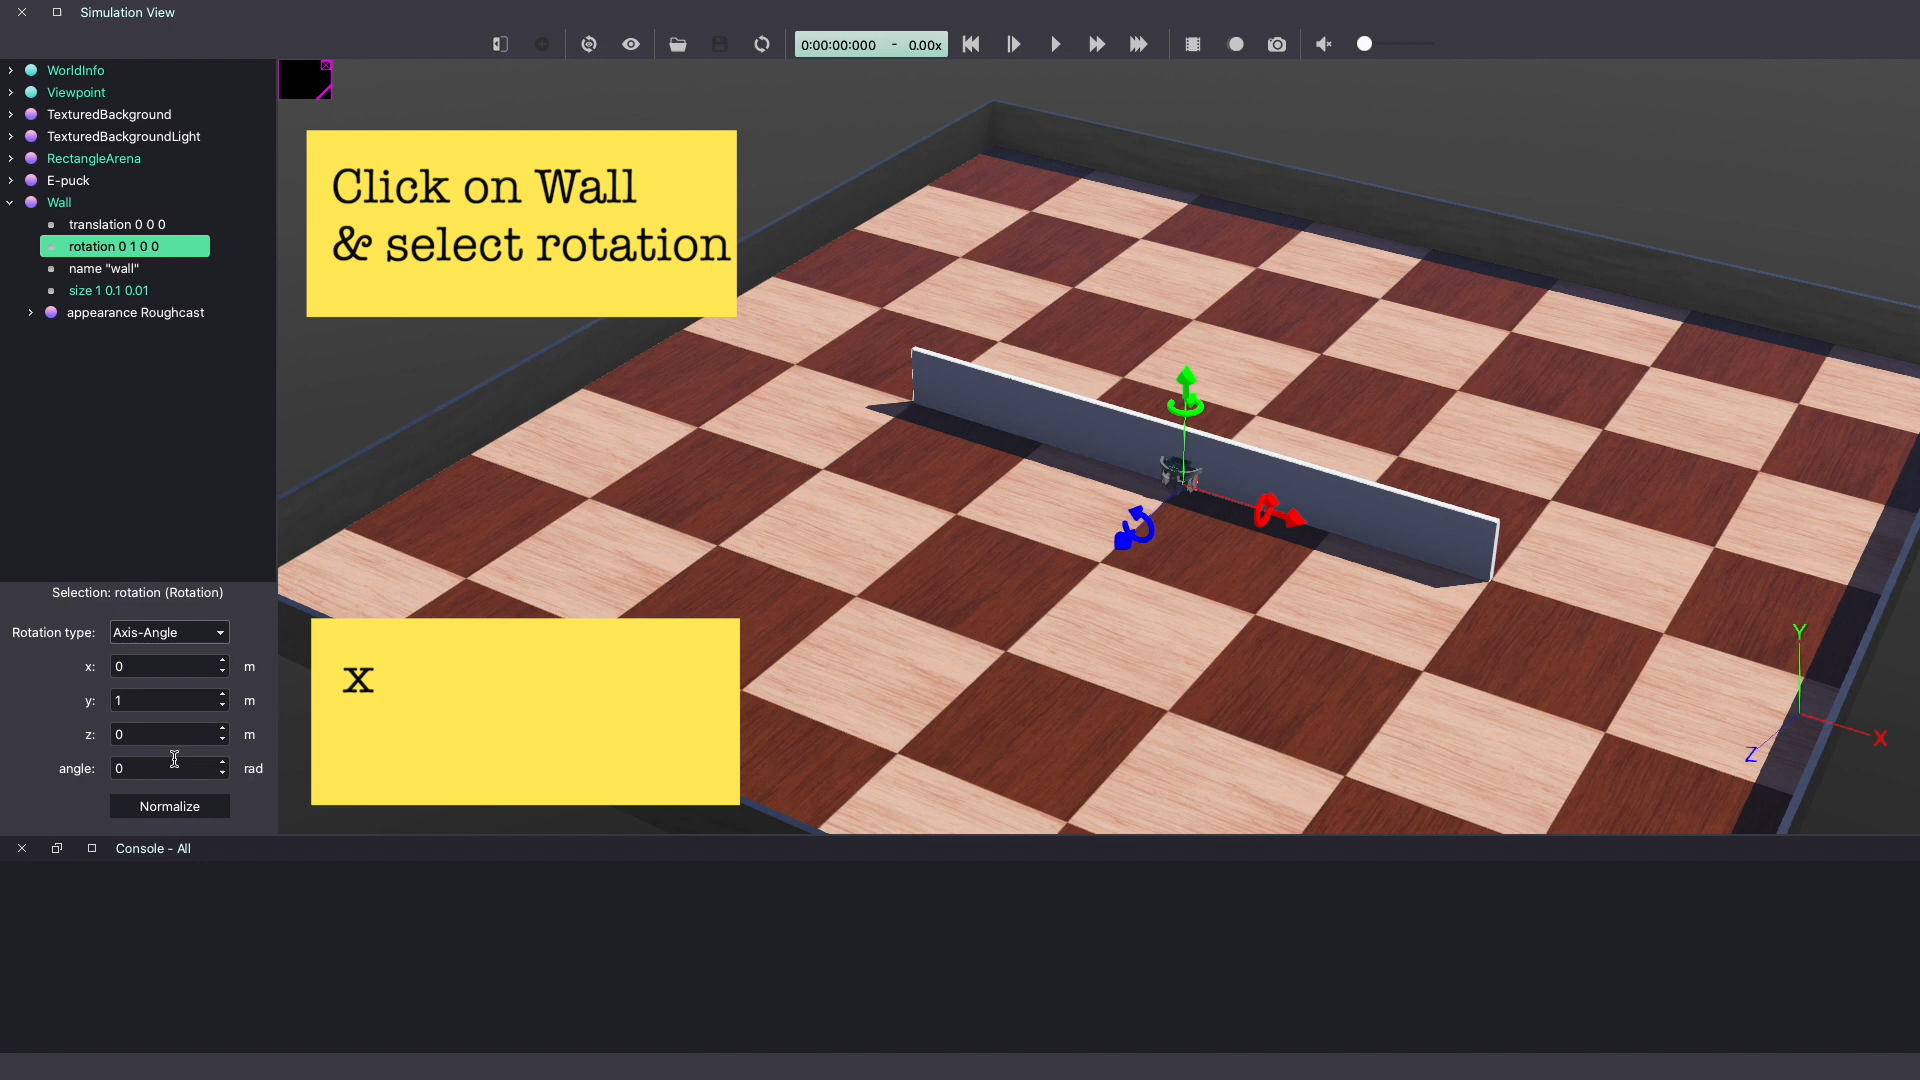 Simulation View
0:00:00:000 - 0.00x
WorldInfo
Viewpoint
TexturedBackground
TexturedBackgroundLight
RectangleArena
E-puck
Wall
translation 0 0 0
rotation 0 1 0 0
name "wall"
size 1 0.1 0.01
appearance Roughcast
Click on Wall
& select rotation
x
Selection: rotation (Rotation)
Rotation type: Axis-Angle
x: 0 m
y: 1 m
z: 0 m
angle: 0 rad
Normalize
Y
X
Z
Console - All